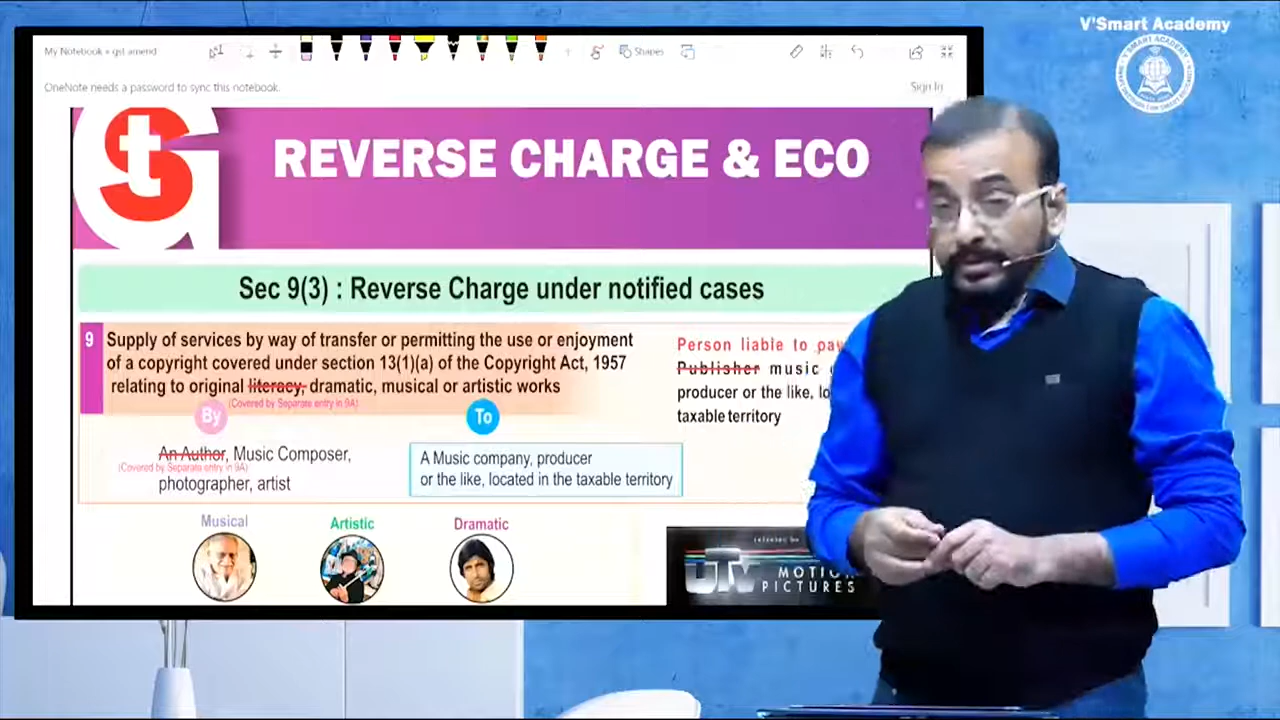 V'Smart Academy
My Notebook » gst amend
Shapes
OneNote needs a password to sync this notebook.
Sign In
REVERSE CHARGE & ECO
Sec 9(3) : Reverse Charge under notified cases
9
Supply of services by way of transfer or permitting the use or enjoyment
of a copyright covered under section 13(1)(a) of the Copyright Act, 1957
relating to original literacy, dramatic, musical or artistic works
(Covered by Separate entry in 9A)
Person liable to pay
Publisher music
producer or the like,
taxable territory
By
To
An Author, Music Composer,
(Covered by Separate entry in 9A)
photographer, artist
A Music company, producer
or the like, located in the taxable territory
Musical
Artistic
Dramatic
UTV
PICTURES